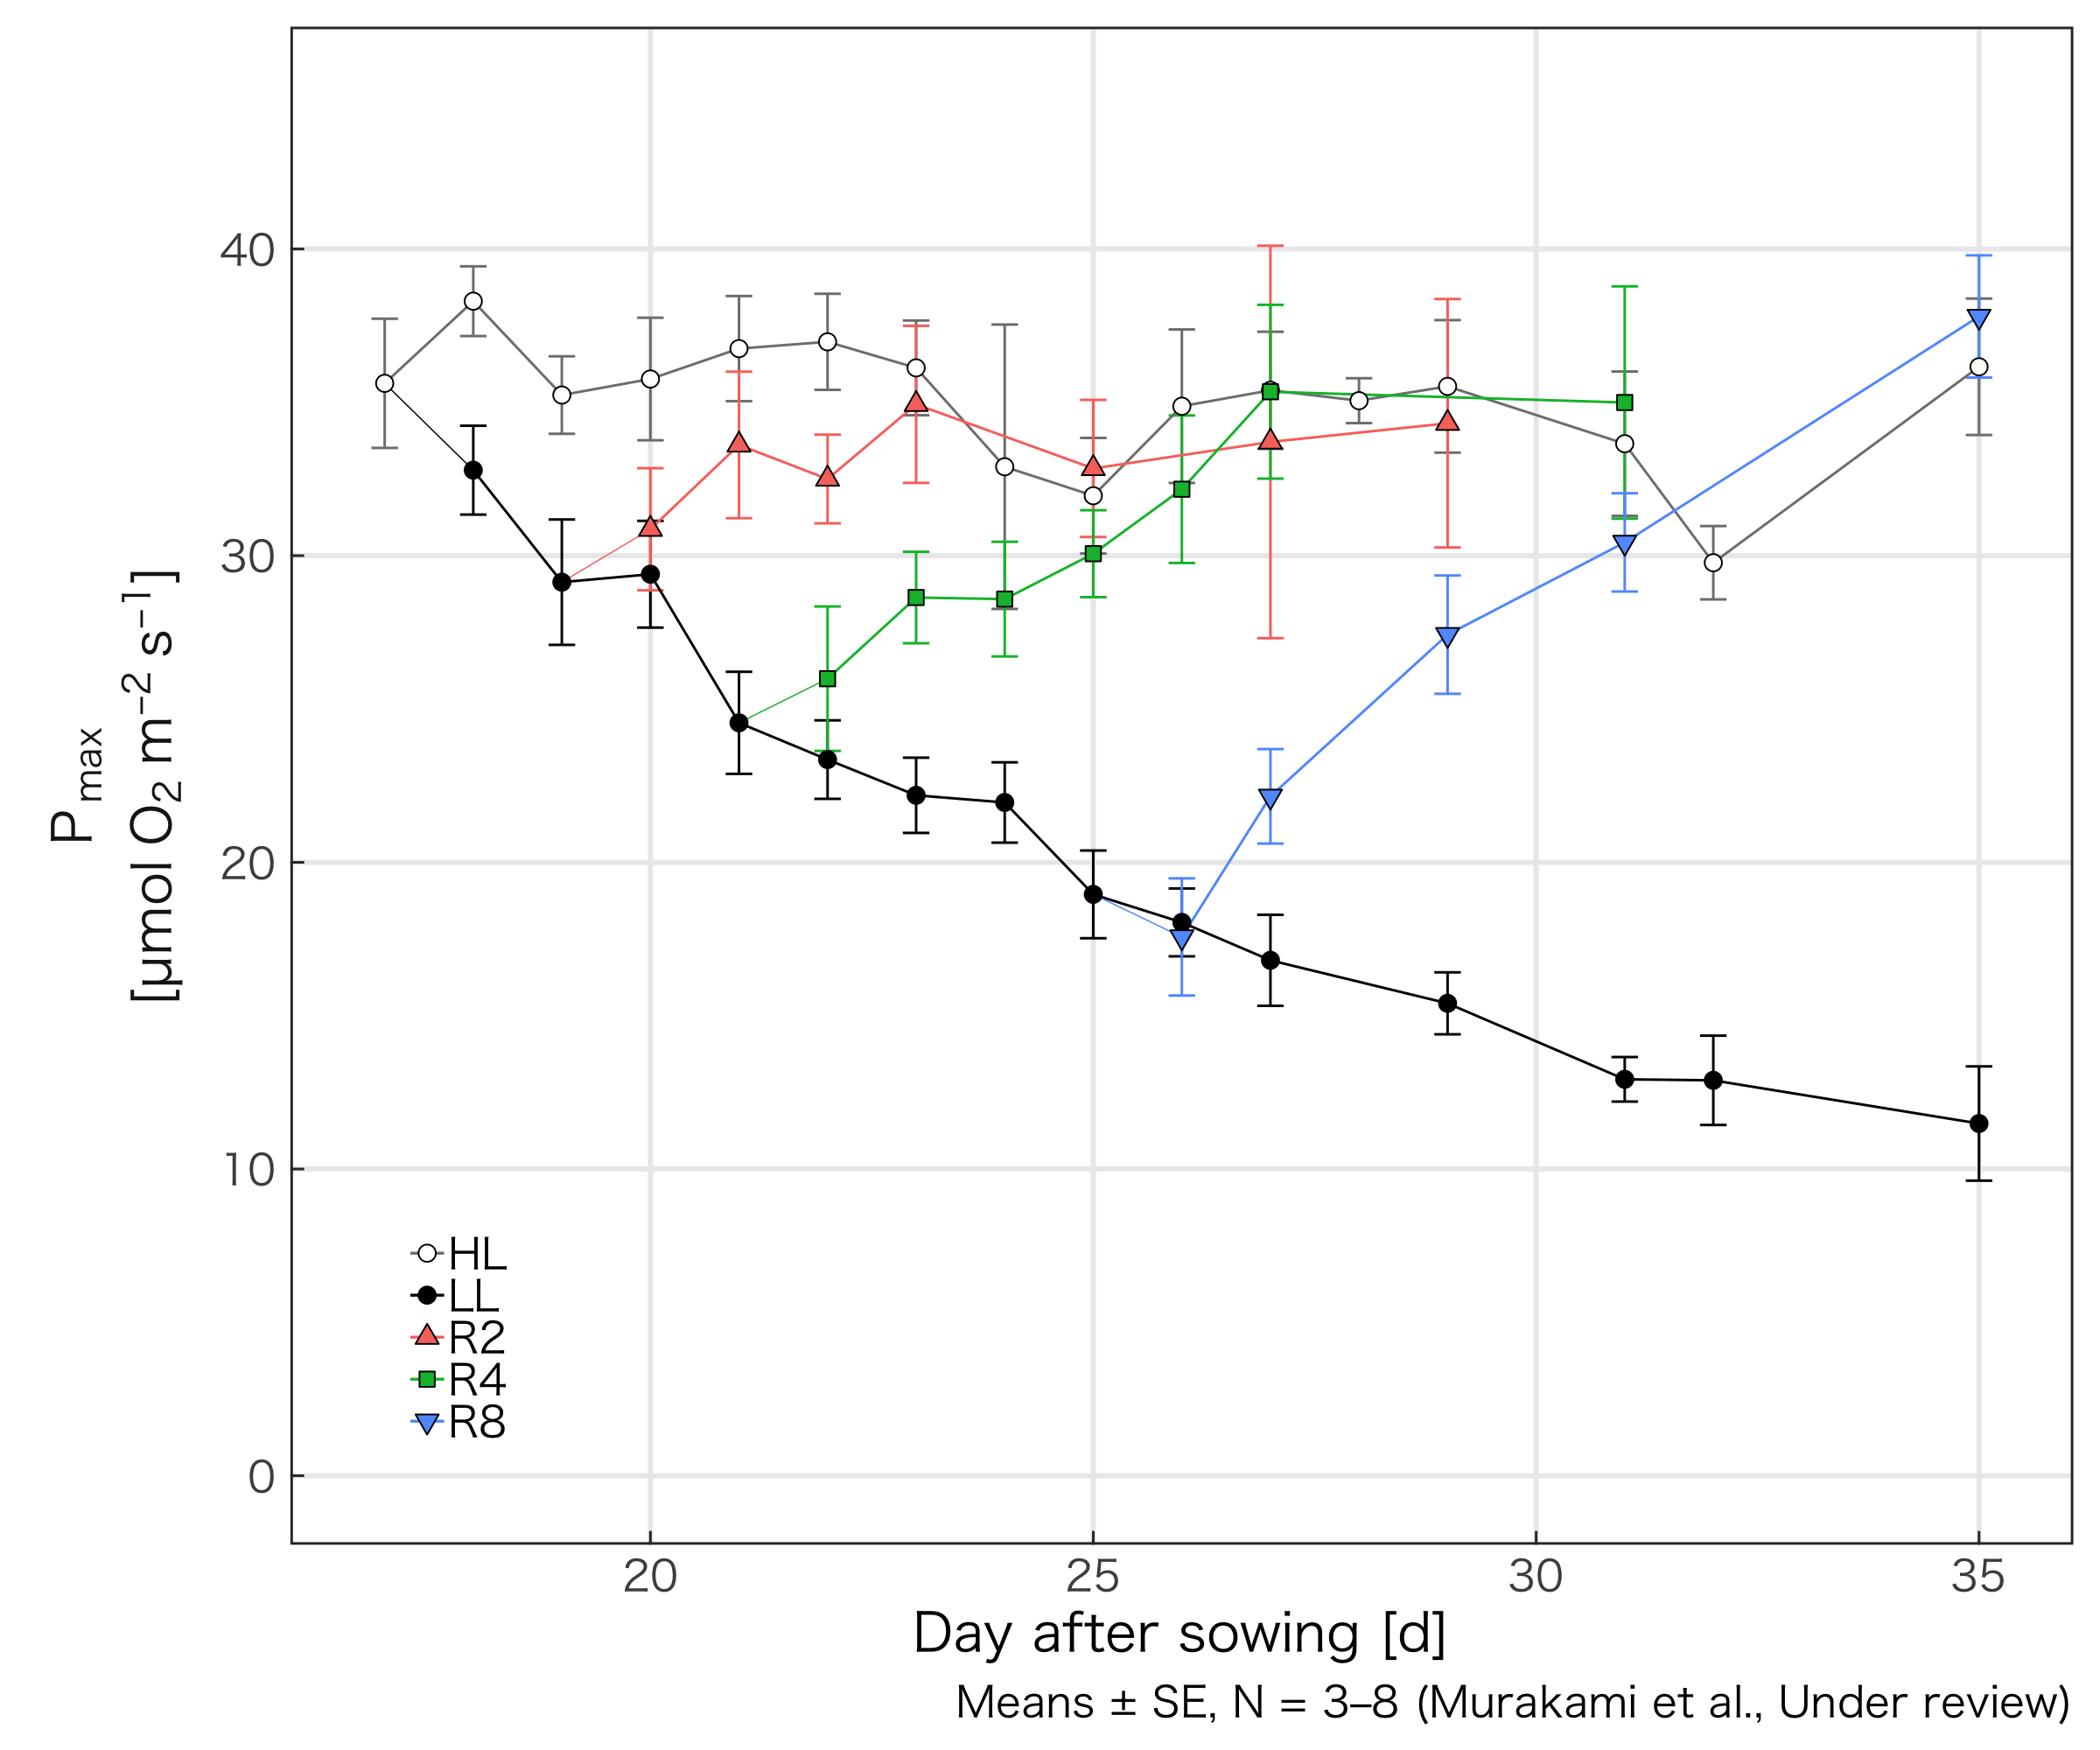 40
30
20
10
0
P max
[µmol O₂ m⁻² s⁻¹]
HL
LL
R2
R4
R8
20 25 30 35
Day after sowing [d]
Means ± SE, N = 3–8 (Murakami et al., Under review)